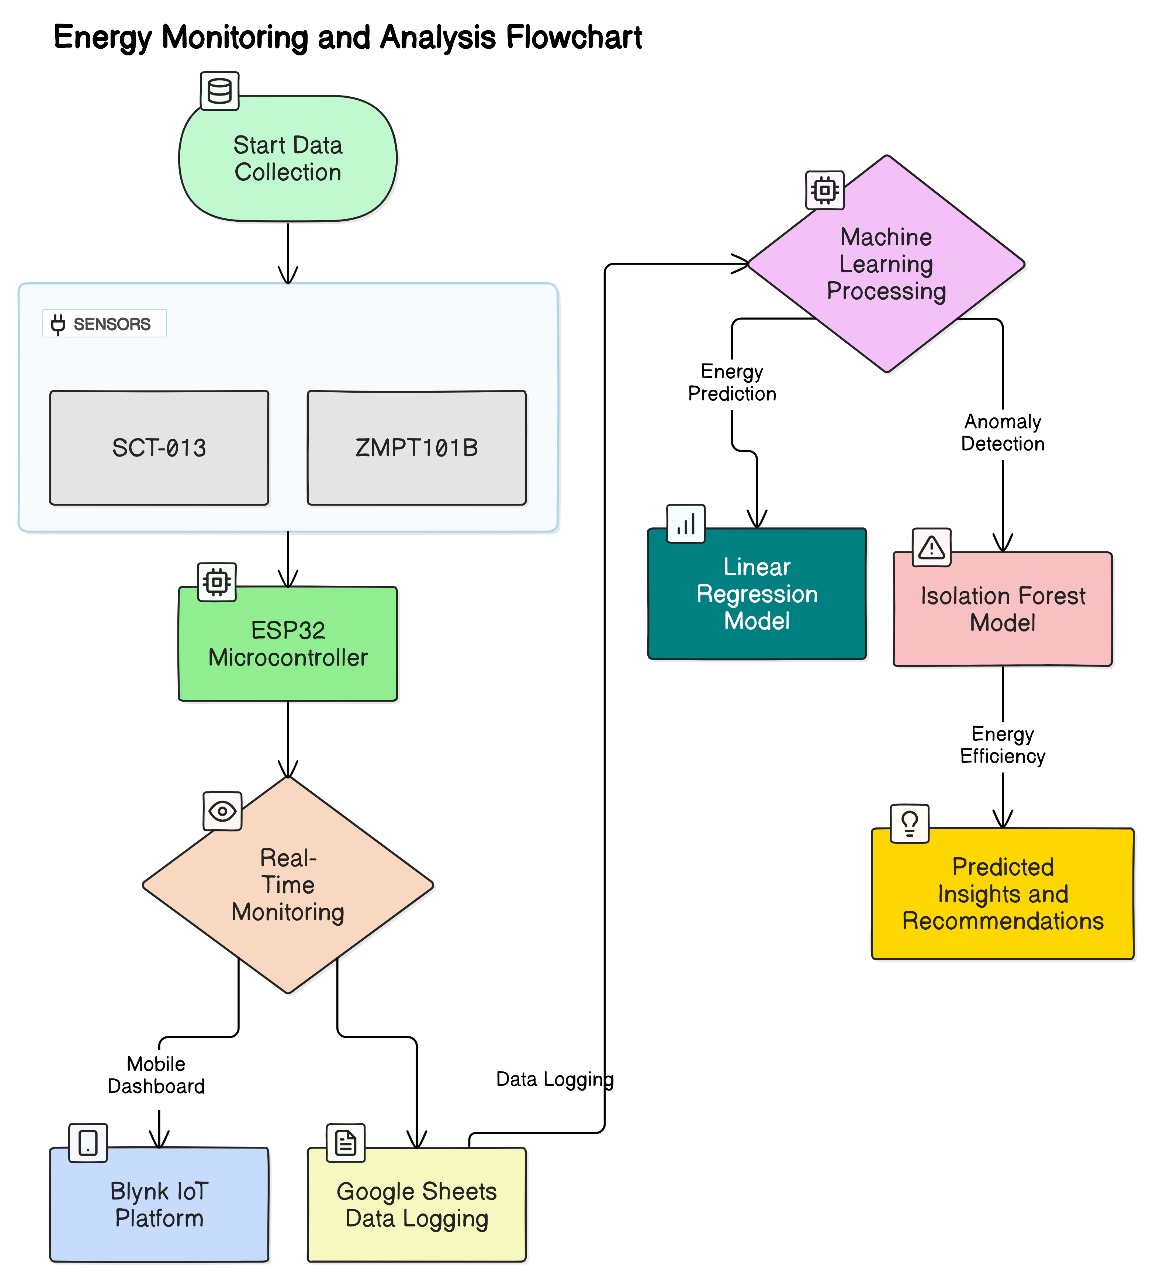 Energy Monitoring and Analysis Flowchart
Start Data
Collection
SENSORS
SCT-013
ZMPT101B
ESP32
Microcontroller
Real-
Time
Monitoring
Mobile
Dashboard
Data Logging
Blynk IoT
Platform
Google Sheets
Data Logging
Machine
Learning
Processing
Energy
Prediction
Anomaly
Detection
Linear
Regression
Model
Isolation Forest
Model
Energy
Efficiency
Predicted
Insights and
Recommendations